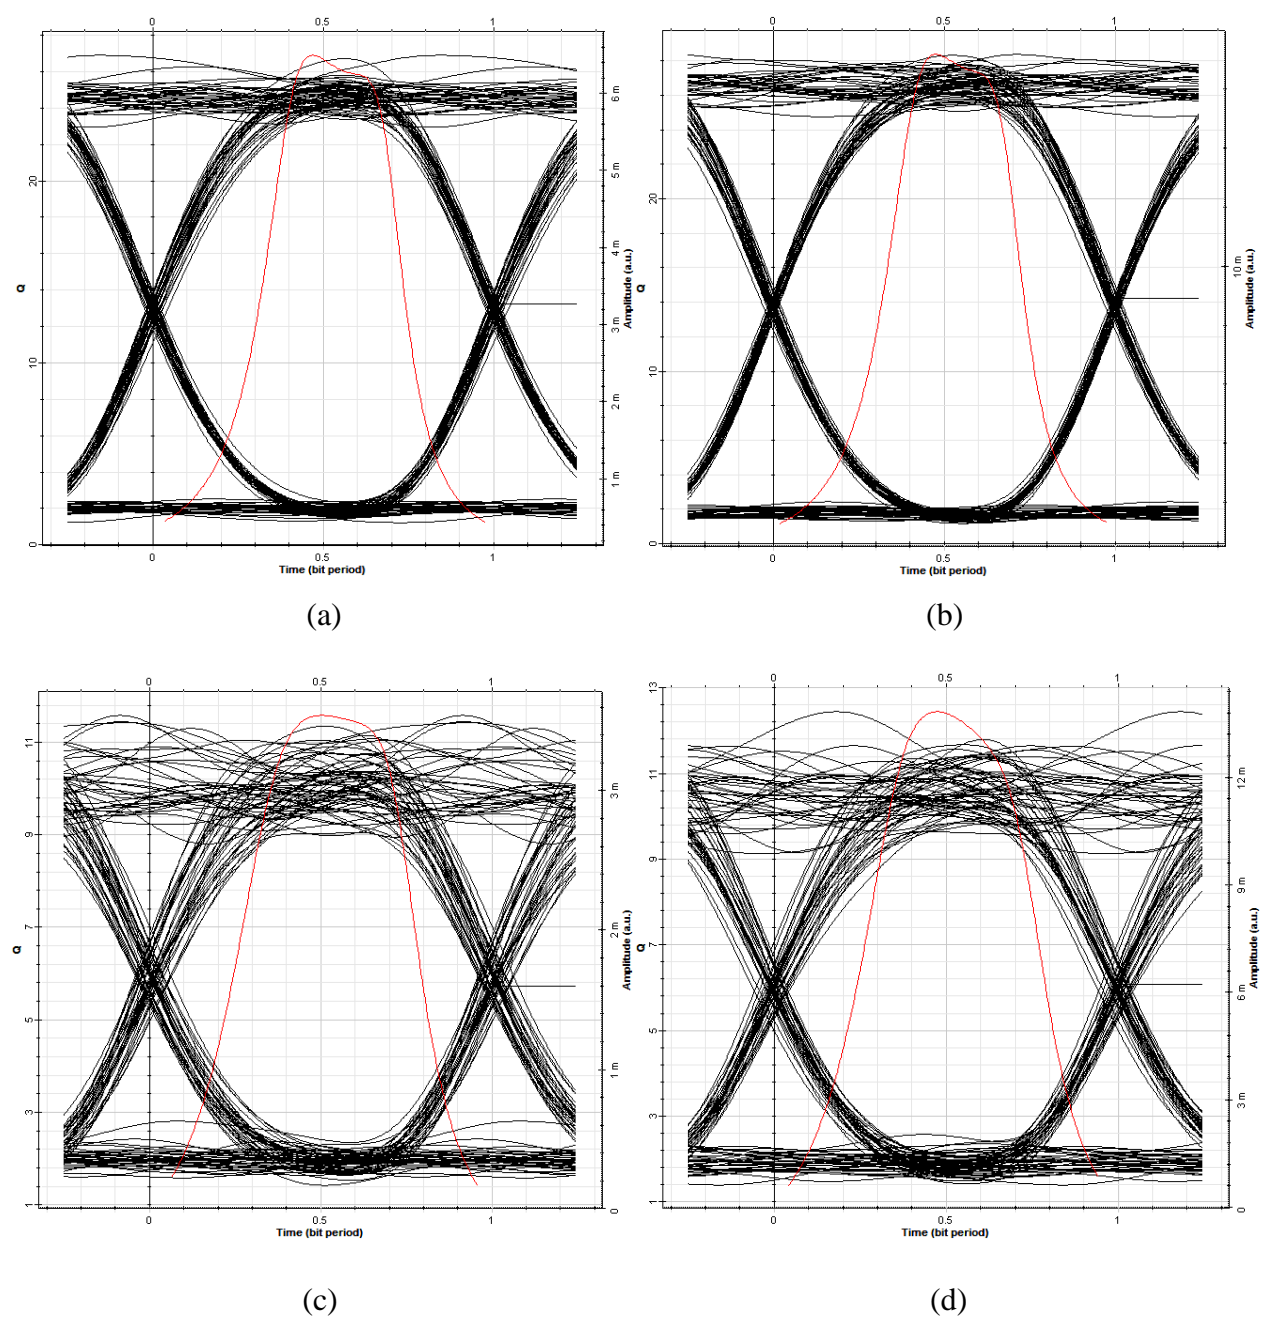 0 0.5 1
20
10
0
Q
6 m
5 m
4 m
3 m
2 m
1 m
Amplitude (a.u.)
0 0.5 1
Time (bit period)
(a)
0 0.5 1
20
10
0
Q
10 m
Amplitude (a.u.)
0 0.5 1
Time (bit period)
(b)
0 0.5 1
11
9
7
5
3
1
Q
3 m
2 m
1 m
0
Amplitude (a.u.)
0 0.5 1
Time (bit period)
(c)
0 0.5 1
13
11
9
7
5
3
1
Q
12 m
9 m
6 m
3 m
0
Amplitude (a.u.)
0 0.5 1
Time (bit period)
(d)